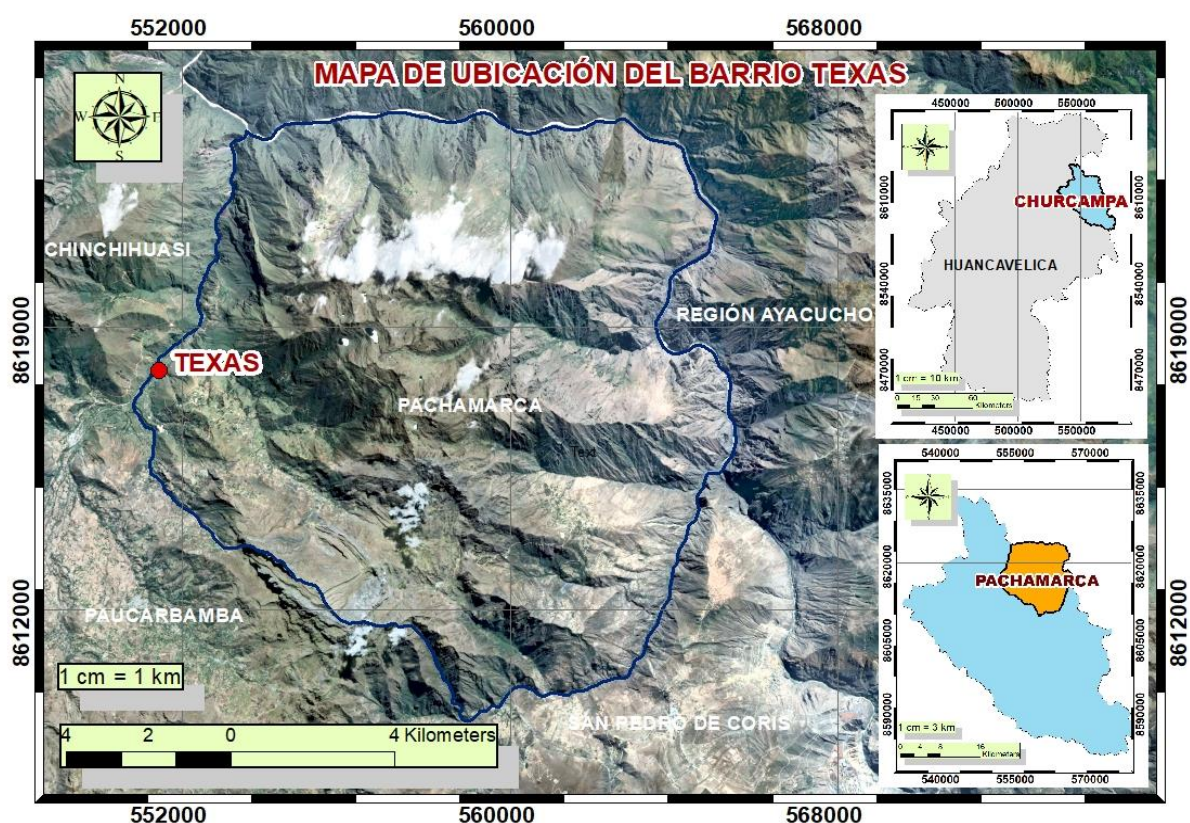 552000 560000 568000
MAPA DE UBICACIÓN DEL BARRIO TEXAS
N
W E
S
CHINCHIHUASI
REGIÓN AYACUCHO
8619000
8619000
TEXAS
PACHAMARCA
Text
PAUCARBAMBA
8612000
8612000
SAN PEDRO DE CORIS
1 cm = 1 km
4 2 0 4 Kilometers
552000 560000 568000
450000 500000 550000
8610000
8610000
CHURCAMPA
HUANCAVELICA
8540000
8540000
8470000
8470000
1 cm = 10 km
0 15 30 60
Kilometers
450000 500000 550000
540000 555000 570000
8635000
8635000
8620000
8620000
PACHAMARCA
8605000
8605000
8590000
8590000
1 cm = 3 km
0 4 8 16
Kilometers
540000 555000 570000